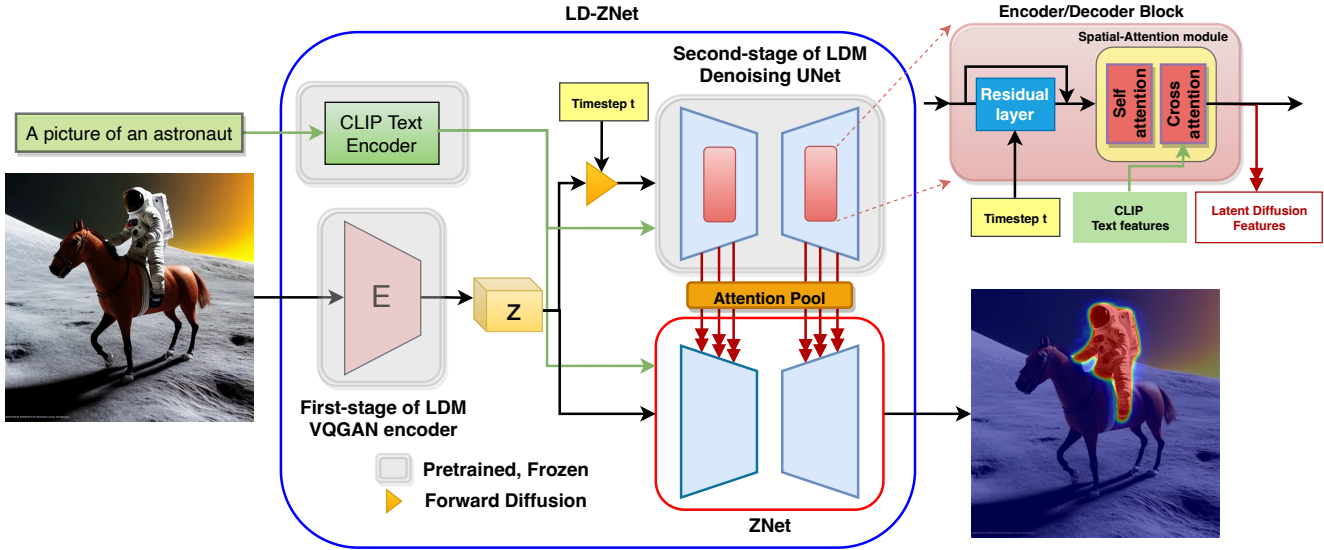 LD-ZNet
Encoder/Decoder Block
Second-stage of LDM
Denoising UNet
Spatial-Attention module
Timestep t
Residual
layer
Self
attention
Cross
attention
A picture of an astronaut
CLIP Text
Encoder
Timestep t
CLIP
Text features
Latent Diffusion
Features
E
Z
Attention Pool
First-stage of LDM
VQGAN encoder
Pretrained, Frozen
Forward Diffusion
ZNet